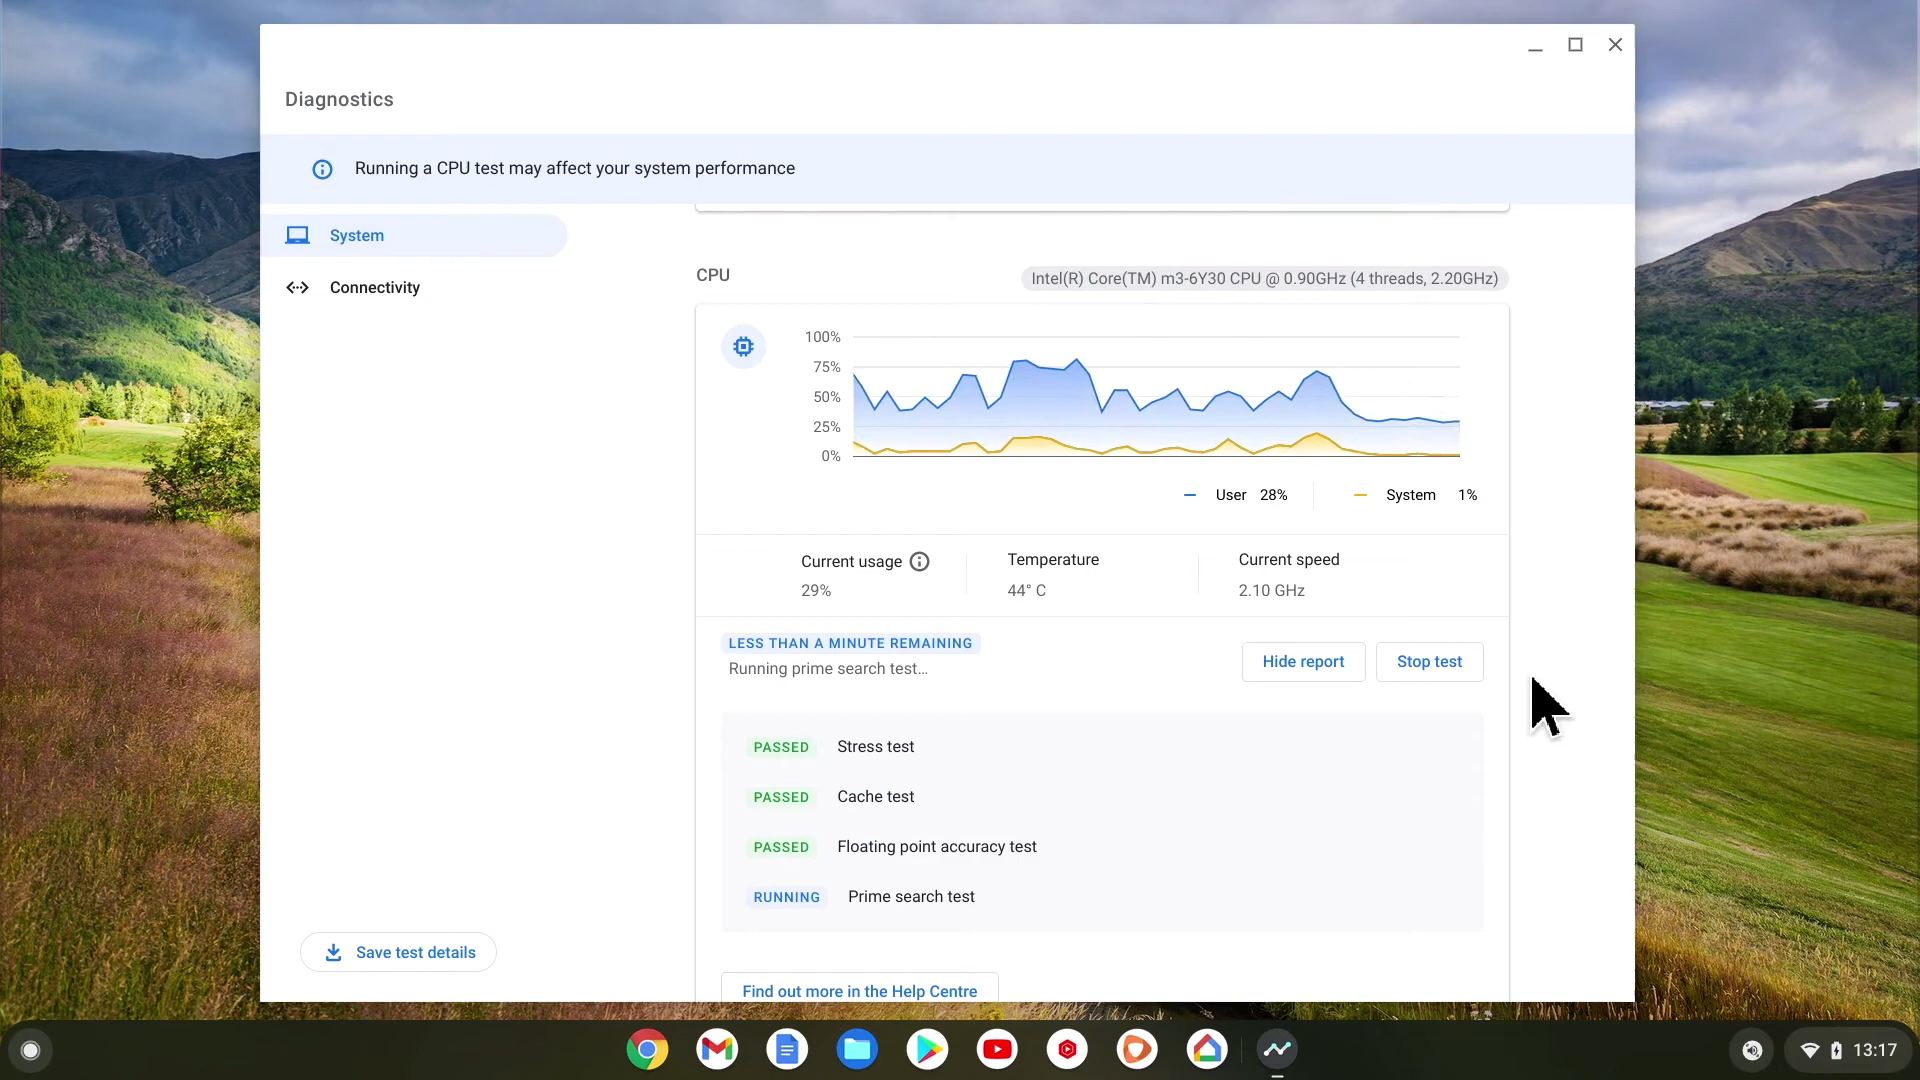 Diagnostics
Running a CPU test may affect your system performance
System
Connectivity
CPU
Intel(R) Core(TM) m3-6Y30 CPU @ 0.90GHz (4 threads, 2.20GHz)
100%
75%
50%
25%
0%
User 28%
System 1%
Current usage
29%
Temperature
44° C
Current speed
2.10 GHz
LESS THAN A MINUTE REMAINING
Running prime search test...
Hide report
Stop test
PASSED Stress test
PASSED Cache test
PASSED Floating point accuracy test
RUNNING Prime search test
Save test details
Find out more in the Help Centre
13:17